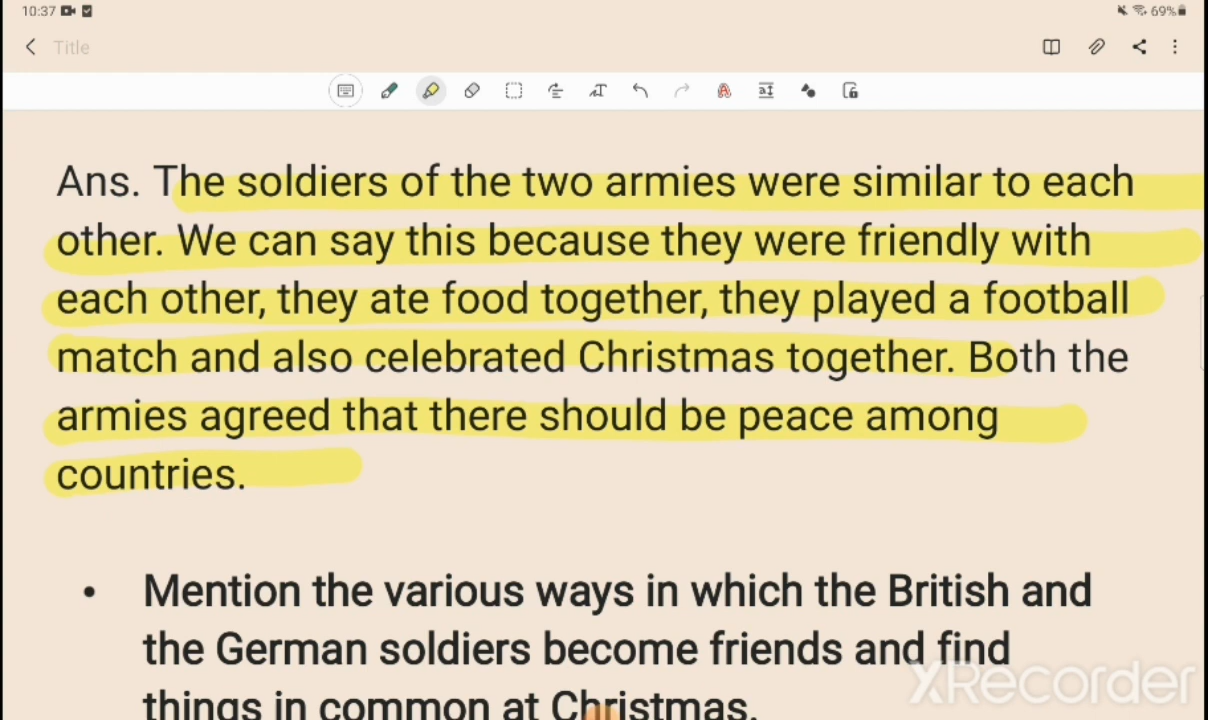 10:37 69%
Title
Ans. The soldiers of the two armies were similar to each
other. We can say this because they were friendly with
each other, they ate food together, they played a football
match and also celebrated Christmas together. Both the
armies agreed that there should be peace among
countries.
• Mention the various ways in which the British and
the German soldiers become friends and find
things in common at Christmas.
XRecorder